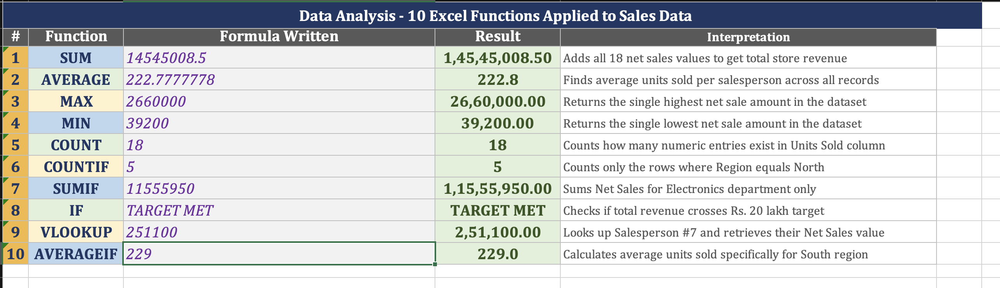 Data Analysis - 10 Excel Functions Applied to Sales Data
# Function Formula Written Result Interpretation
1 SUM 14545008.5 1,45,45,008.50 Adds all 18 net sales values to get total store revenue
2 AVERAGE 222.7777778 222.8 Finds average units sold per salesperson across all records
3 MAX 2660000 26,60,000.00 Returns the single highest net sale amount in the dataset
4 MIN 39200 39,200.00 Returns the single lowest net sale amount in the dataset
5 COUNT 18 18 Counts how many numeric entries exist in Units Sold column
6 COUNTIF 5 5 Counts only the rows where Region equals North
7 SUMIF 11555950 1,15,55,950.00 Sums Net Sales for Electronics department only
8 IF TARGET MET TARGET MET Checks if total revenue crosses Rs. 20 lakh target
9 VLOOKUP 251100 2,51,100.00 Looks up Salesperson #7 and retrieves their Net Sales value
10 AVERAGEIF 229 229.0 Calculates average units sold specifically for South region